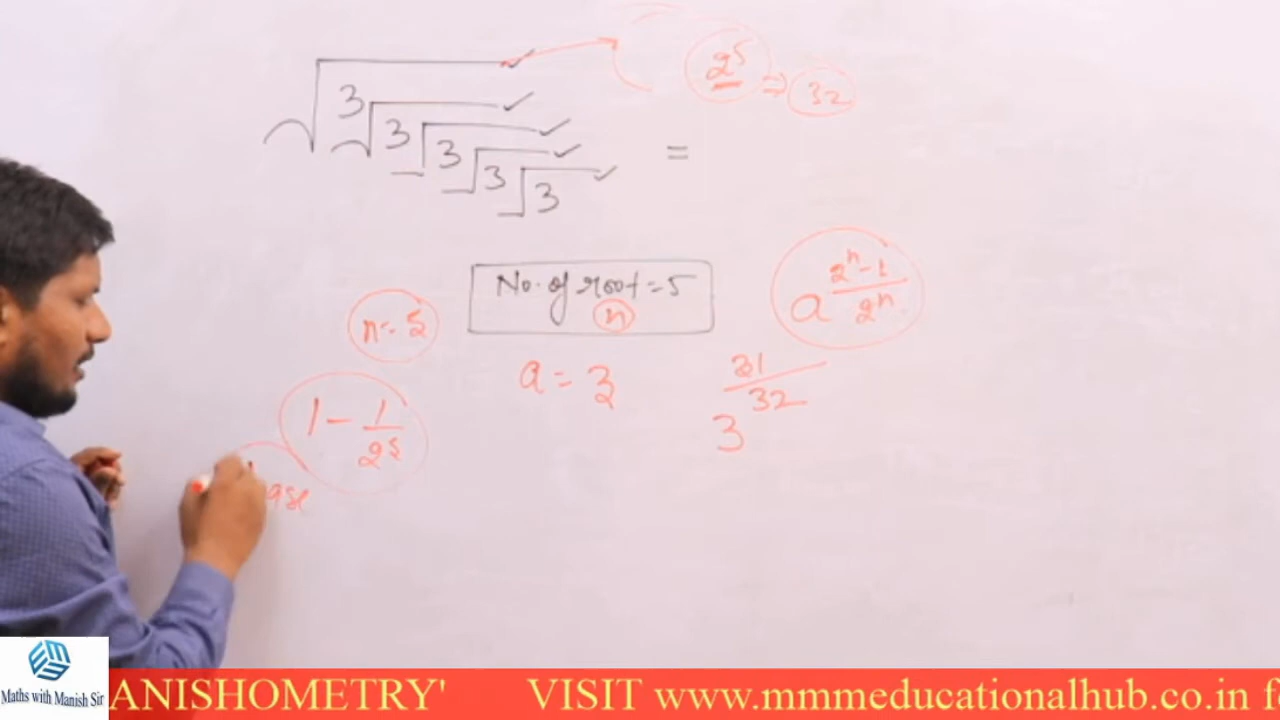 √3√3√3√3√3 =
2⁵ ⇒ 32
No. of root = 5
n
n = 5
a^((2ⁿ-1)/2ⁿ)
a = 3
3^(31/32)
1 - 1/2⁵
ase
Maths with Manish Sir
ANISHOMETRY' VISIT www.mmmeducationalhub.co.in f